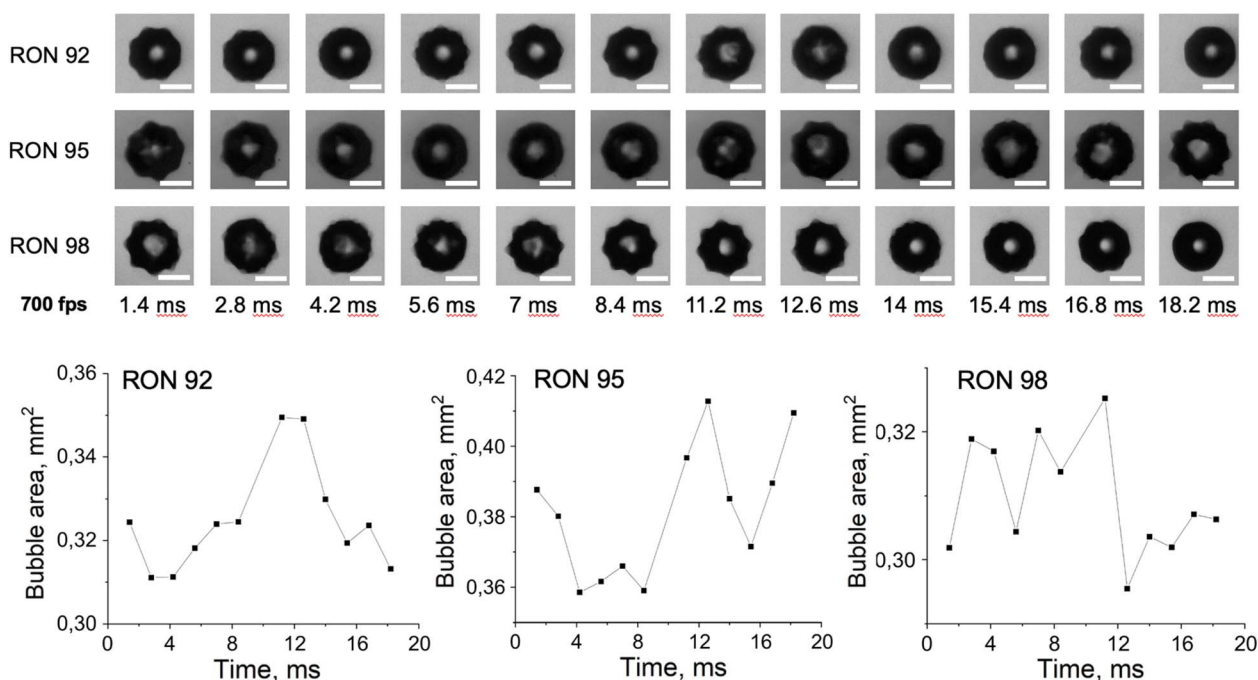 RON 92
RON 95
RON 98
700 fps 1.4 ms 2.8 ms 4.2 ms 5.6 ms 7 ms 8.4 ms 11.2 ms 12.6 ms 14 ms 15.4 ms 16.8 ms 18.2 ms
RON 92
Bubble area, mm²
0,36
0,34
0,32
0,30
0 4 8 12 16 20
Time, ms
RON 95
Bubble area, mm²
0,42
0,40
0,38
0,36
0 4 8 12 16 20
Time, ms
RON 98
Bubble area, mm²
0,32
0,30
0 4 8 12 16 20
Time, ms